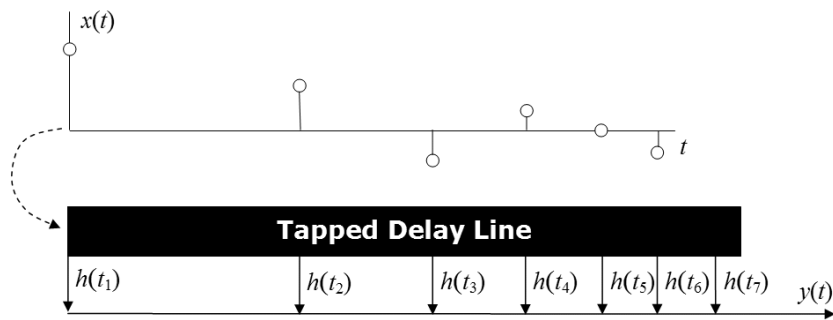 x(t)
t
Tapped Delay Line
h(t₁) h(t₂) h(t₃) h(t₄) h(t₅) h(t₆) h(t₇)
y(t)